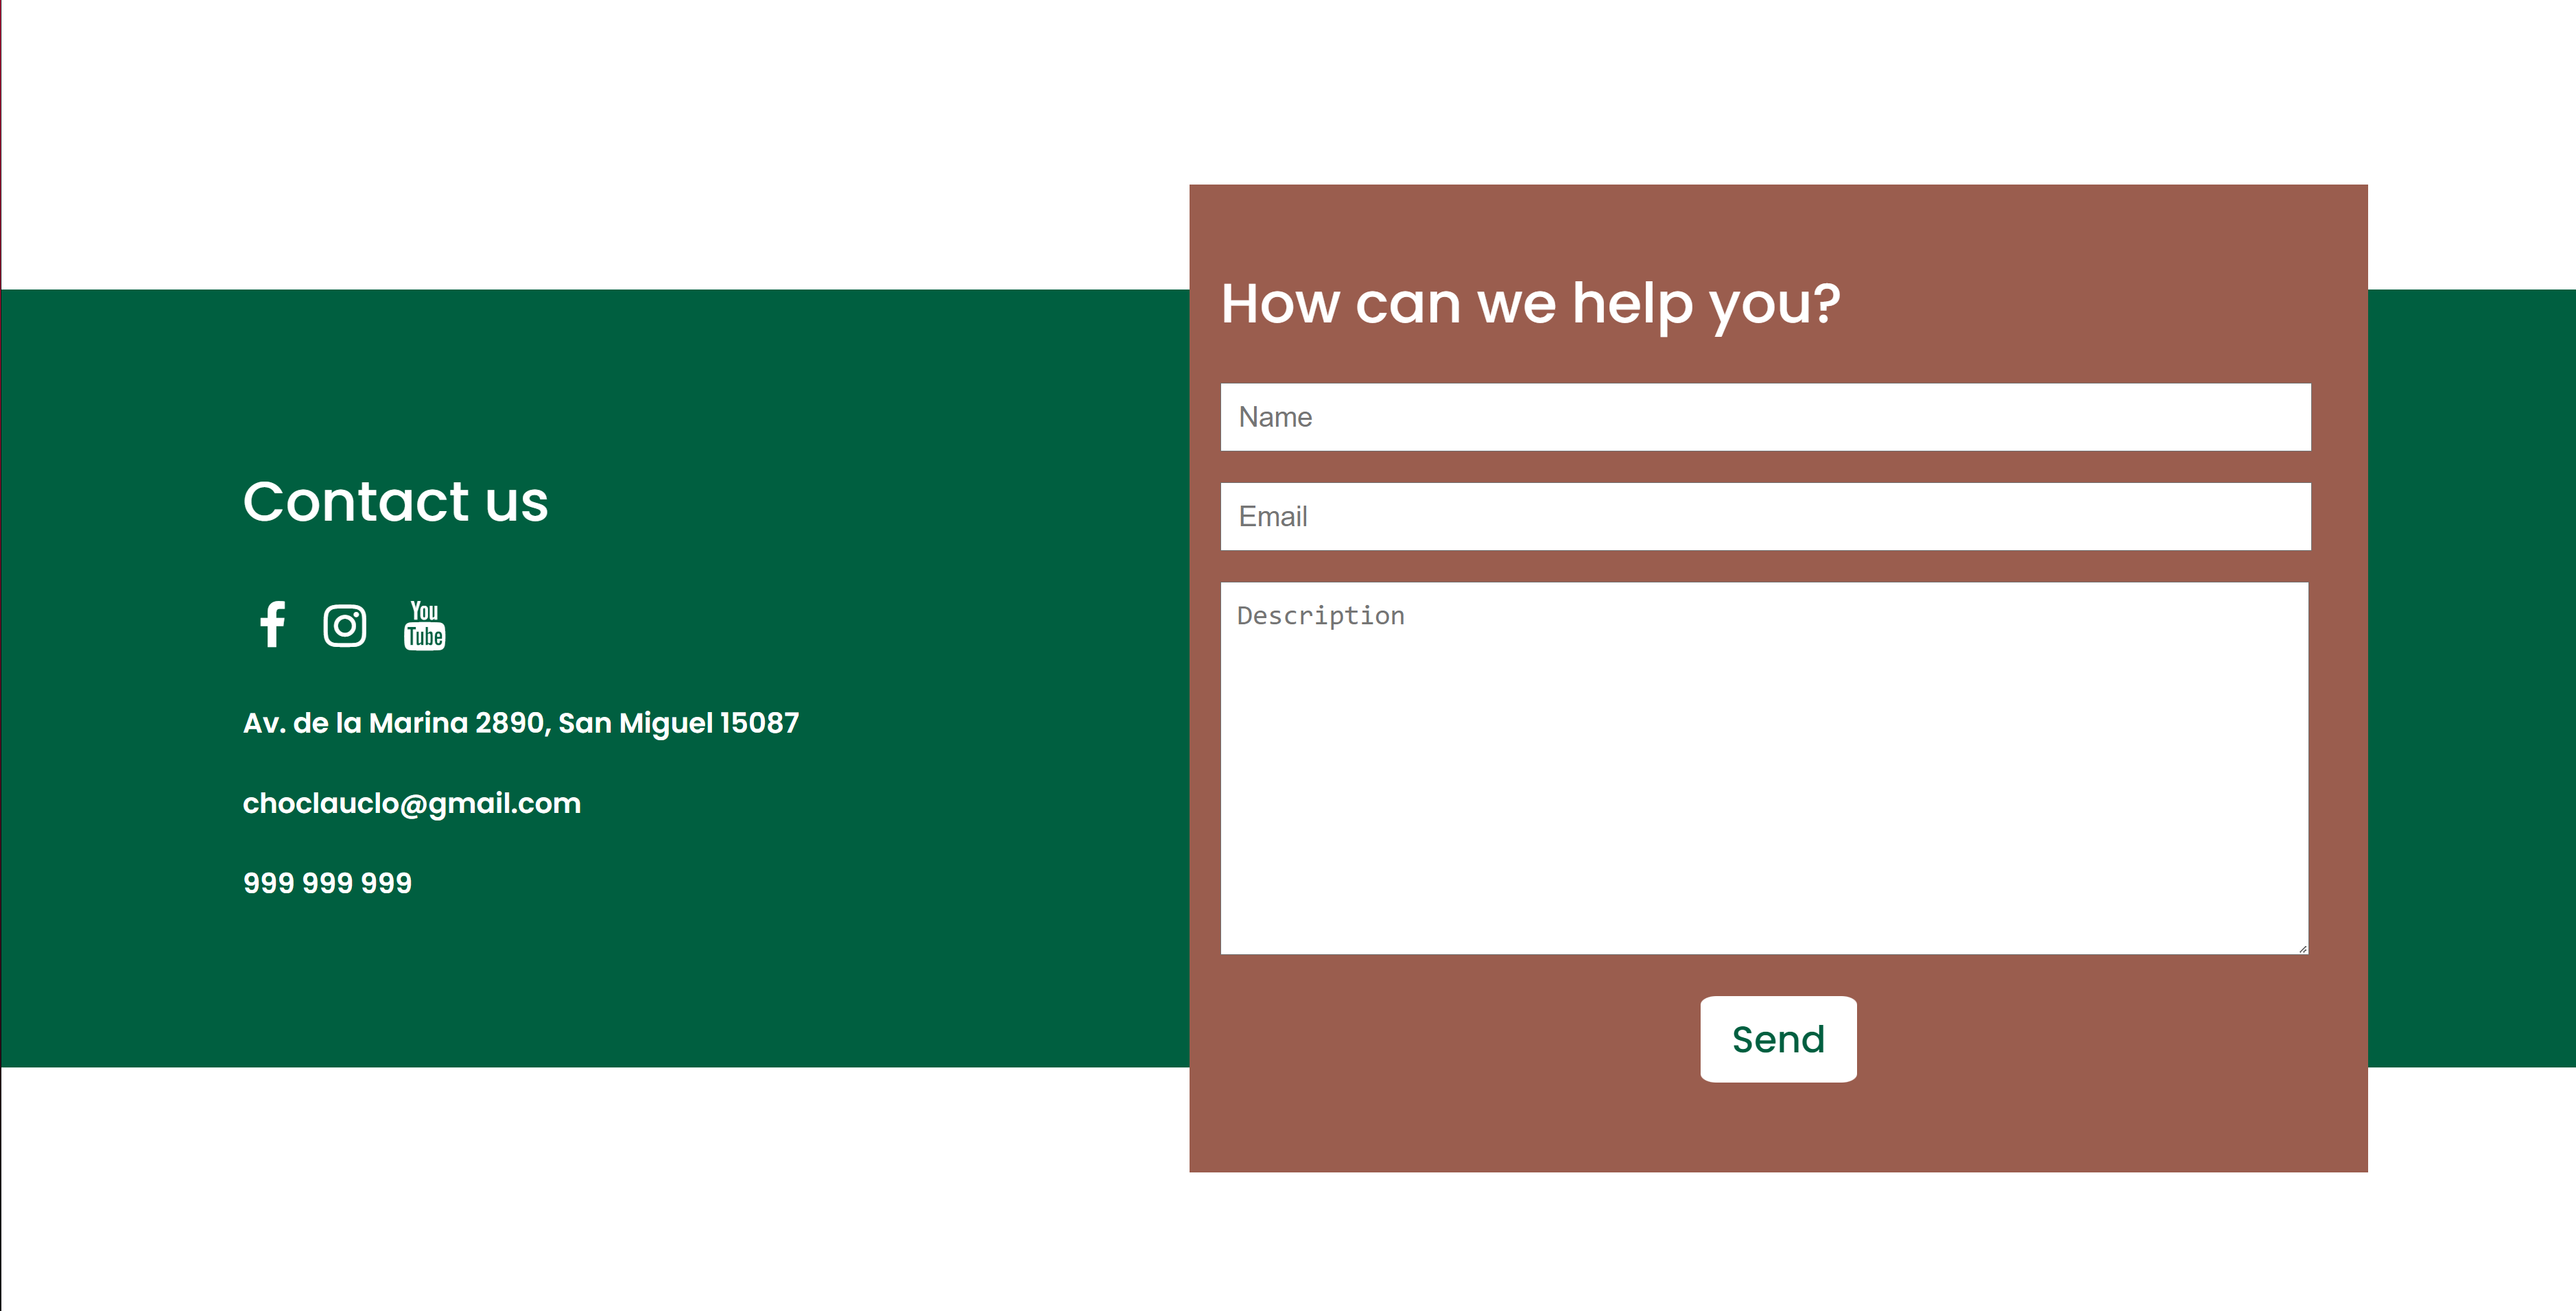 Contact us
You
Tube
Av. de la Marina 2890, San Miguel 15087
choclauclo@gmail.com
999 999 999
How can we help you?
Name
Email
Description
Send